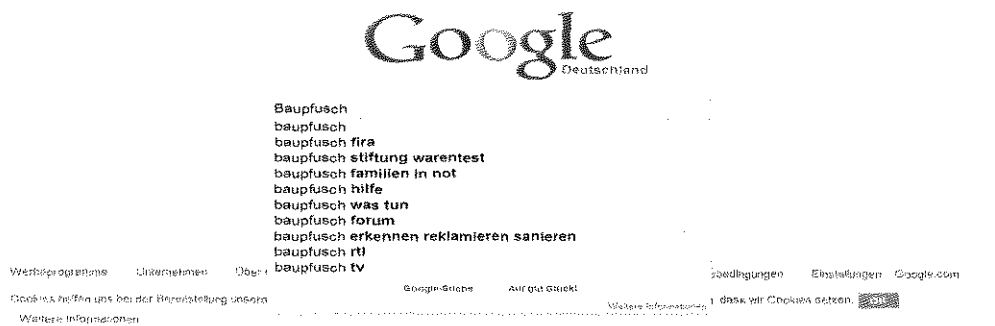 Google
Deutschland
Baupfusch
baupfusch
baupfusch fira
baupfusch stiftung warentest
baupfusch familien in not
baupfusch hilfe
baupfusch was tun
baupfusch forum
baupfusch erkennen reklamieren sanieren
baupfusch rtl
baupfusch tv
Werbeprogramme Unternehmen Über Einstellungen Google.com
Google-Suche Auf gut Glück!
Cookies helfen uns bei der Bereitstellung unserer dass wir Cookies setzen. OK
Weitere Informationen
Weitere Informationen